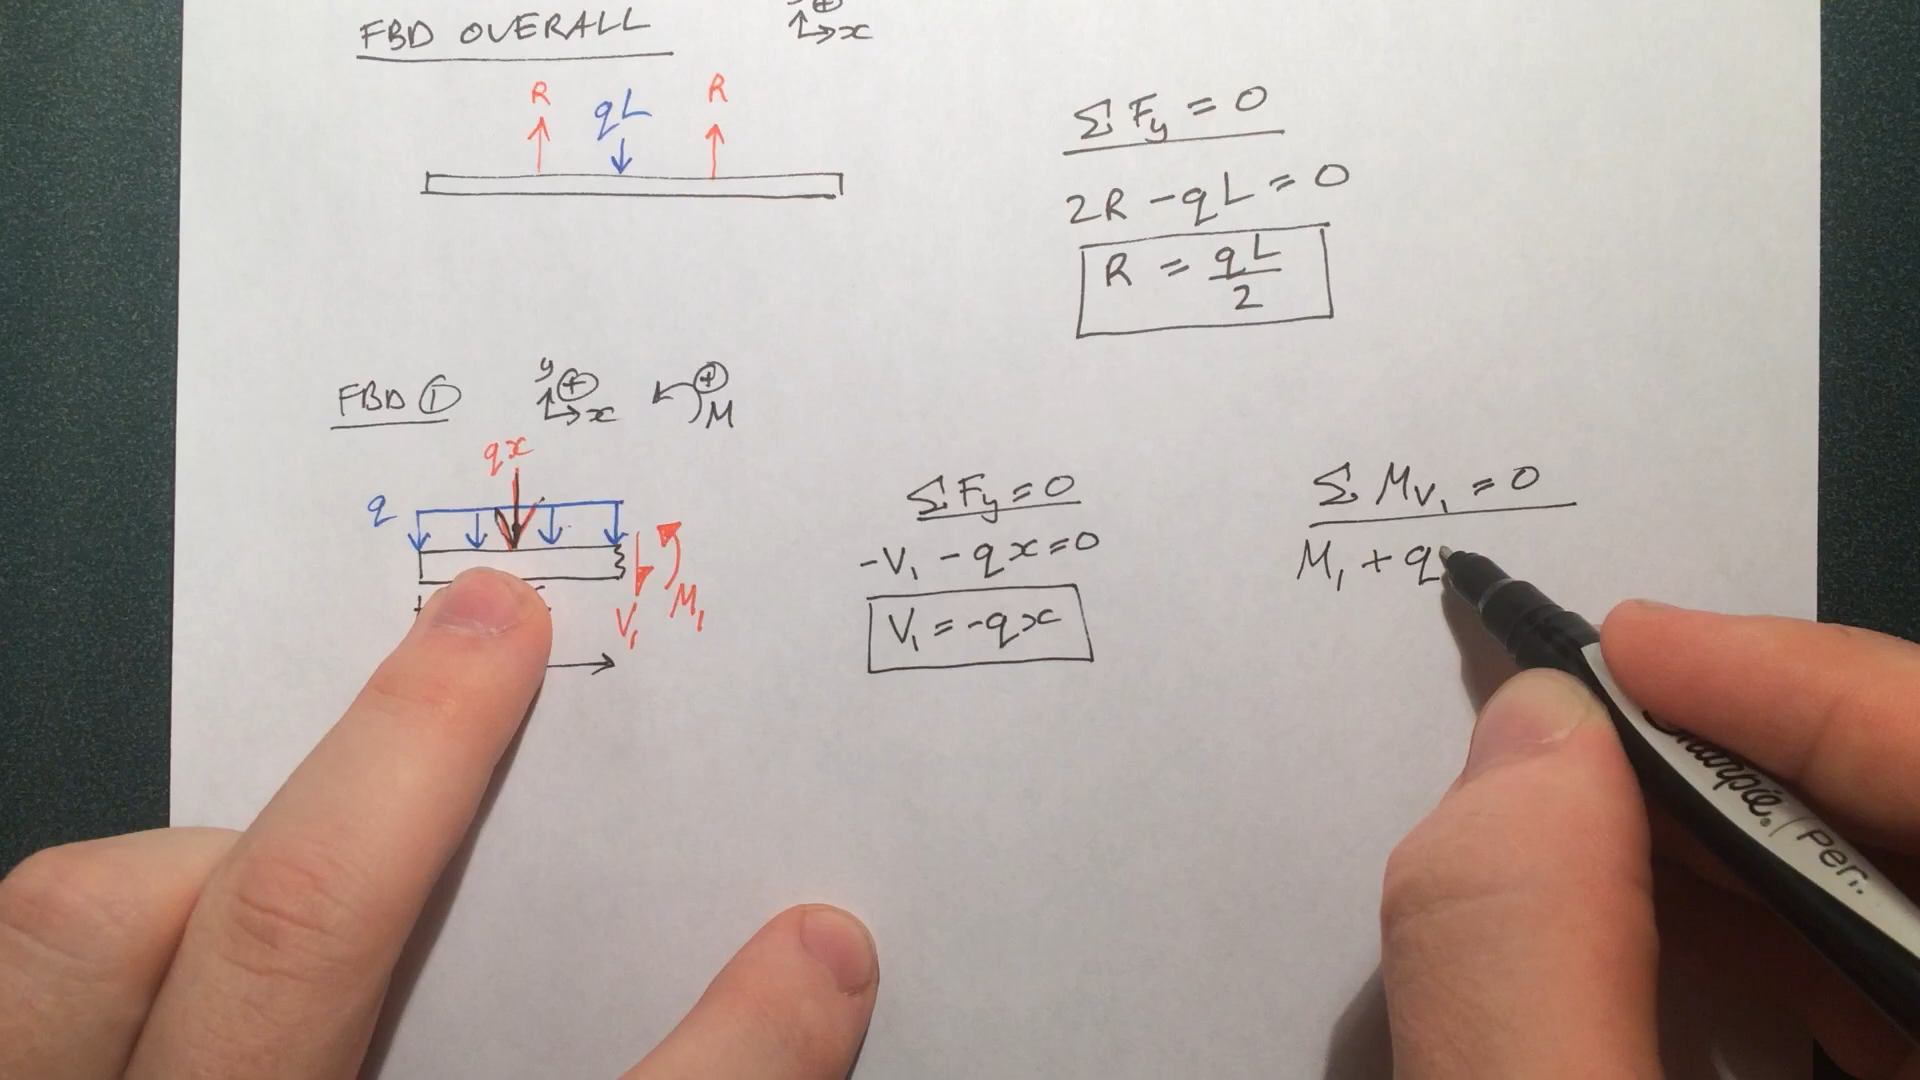 FBD OVERALL
+
x
R
qL
R
ΣFy = 0
2R - qL = 0
R = qL/2
FBD ①
y
+
x
+
M
qx
q
V₁
M₁
ΣFy = 0
-V₁ - qx = 0
V₁ = -qx
ΣMV₁ = 0
M₁ + q
Sharpie. Per